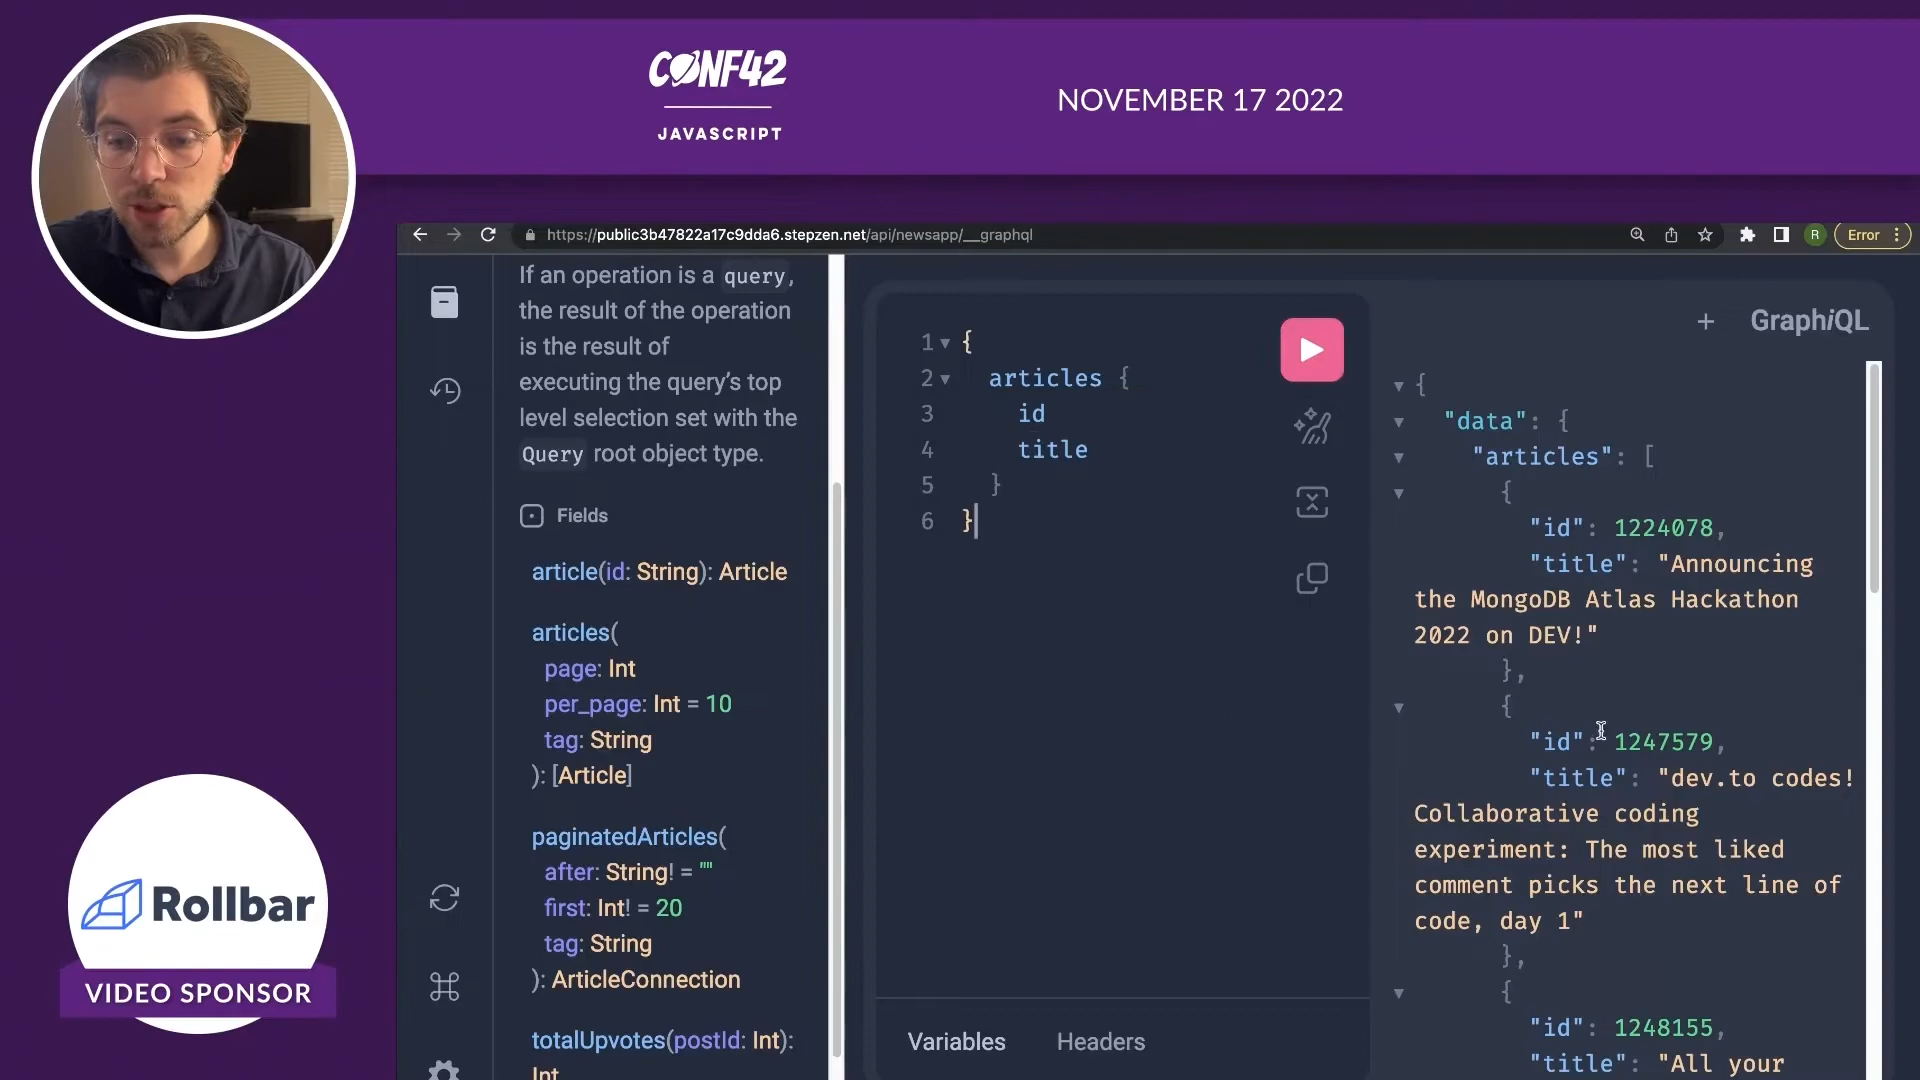 CONF42
JAVASCRIPT
NOVEMBER 17 2022
https://public3b47822a17c9dda6.stepzen.net/api/newsapp/__graphql
R
Error
If an operation is a query,
the result of the operation
is the result of
executing the query's top
level selection set with the
Query root object type.
Fields
article(id: String): Article
articles(
page: Int
per_page: Int = 10
tag: String
): [Article]
paginatedArticles(
after: String! = ""
first: Int! = 20
tag: String
): ArticleConnection
totalUpvotes(postId: Int):
Int
1 {
2 articles {
3 id
4 title
5 }
6 }
Variables
Headers
+ GraphiQL
{
"data": {
"articles": [
{
"id": 1224078,
"title": "Announcing
the MongoDB Atlas Hackathon
2022 on DEV!"
},
{
"id": 1247579,
"title": "dev.to codes!
Collaborative coding
experiment: The most liked
comment picks the next line of
code, day 1"
},
{
"id": 1248155,
"title": "All your
Rollbar
VIDEO SPONSOR